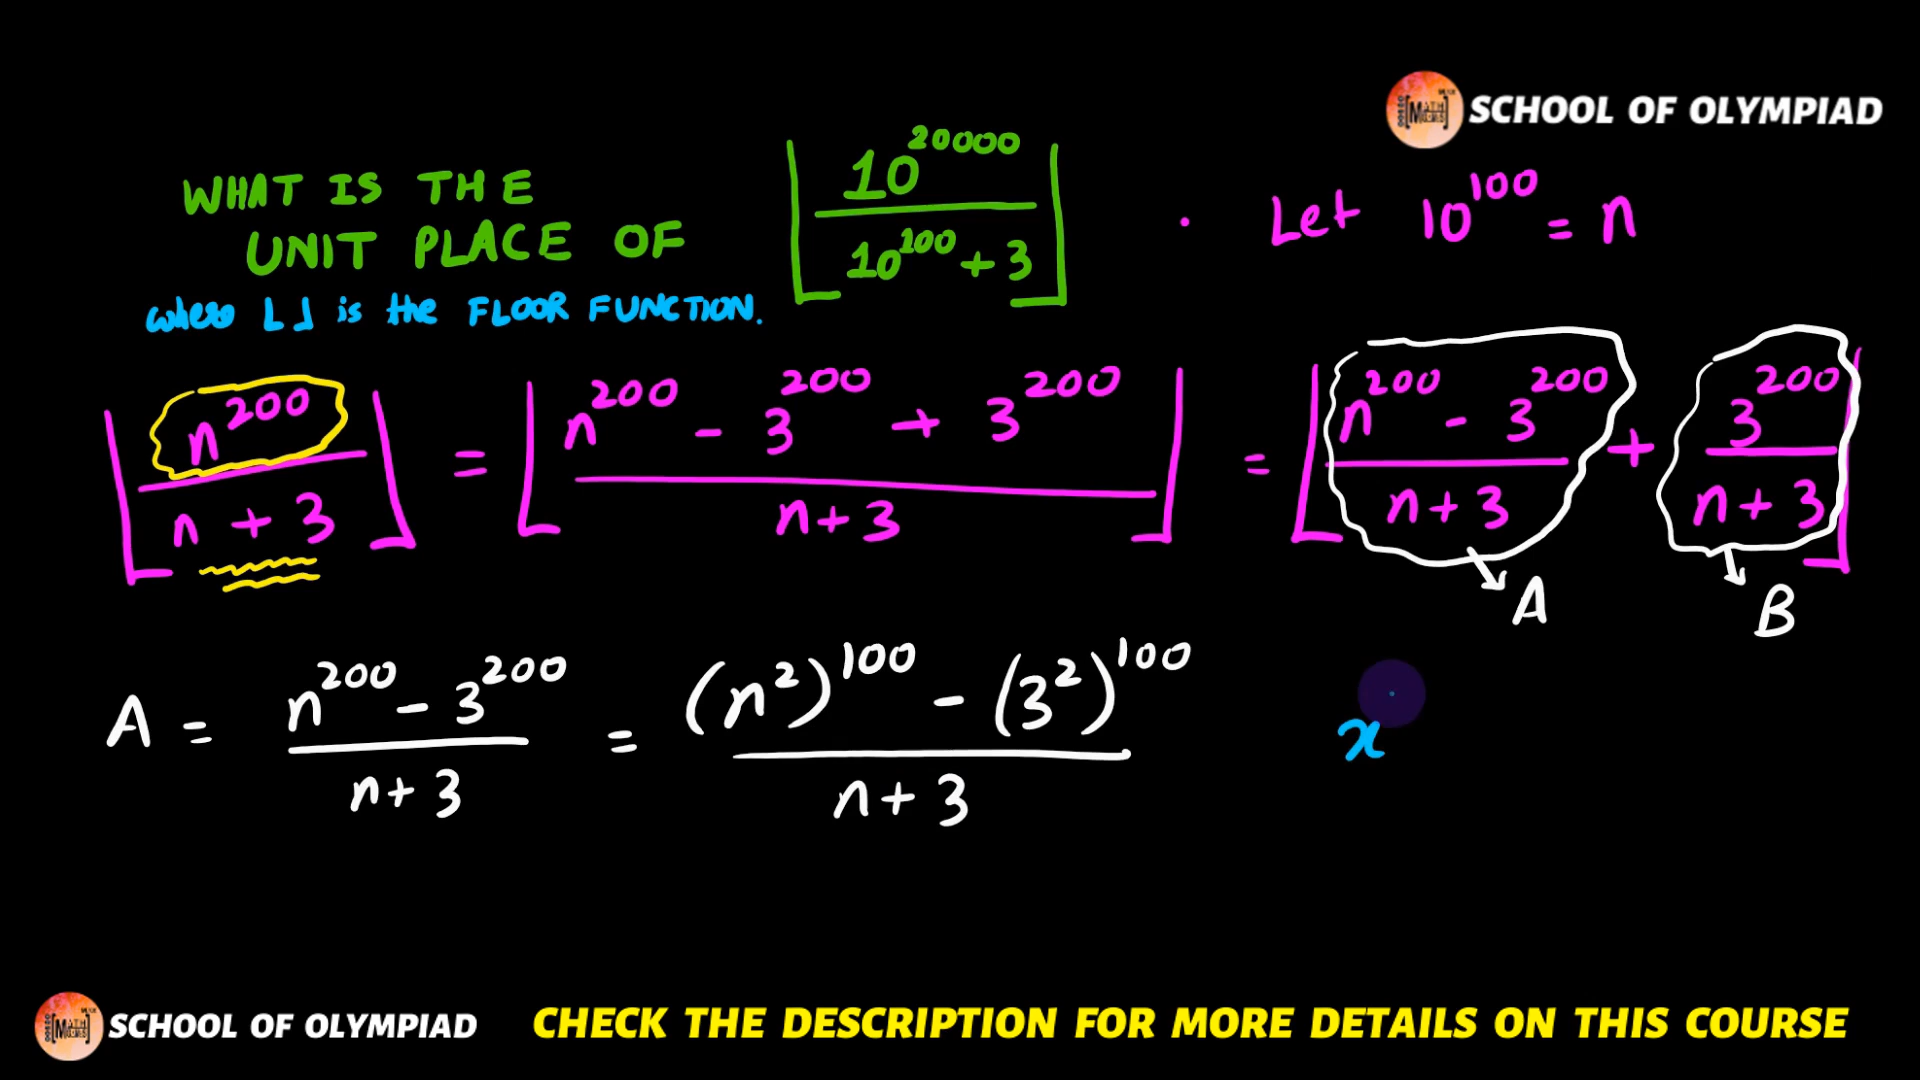 SCHOOL OF OLYMPIAD
WHAT IS THE
UNIT PLACE OF ⌊10^20000 / (10^100 + 3)⌋ . Let 10^100 = n
where ⌊⌋ is the FLOOR FUNCTION.
⌊n^200 / (n + 3)⌋ = ⌊(n^200 - 3^200 + 3^200) / (n+3)⌋ = ⌊(n^200 - 3^200) / (n+3) + 3^200 / (n+3)⌋
A B
A = (n^200 - 3^200) / (n+3) = ((n^2)^100 - (3^2)^100) / (n+3) x
SCHOOL OF OLYMPIAD CHECK THE DESCRIPTION FOR MORE DETAILS ON THIS COURSE